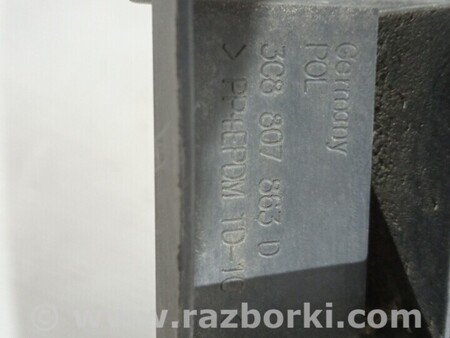 Germany
POL
3C8 807 863 D
> PP+EPDM TD-10
www.razborki.com